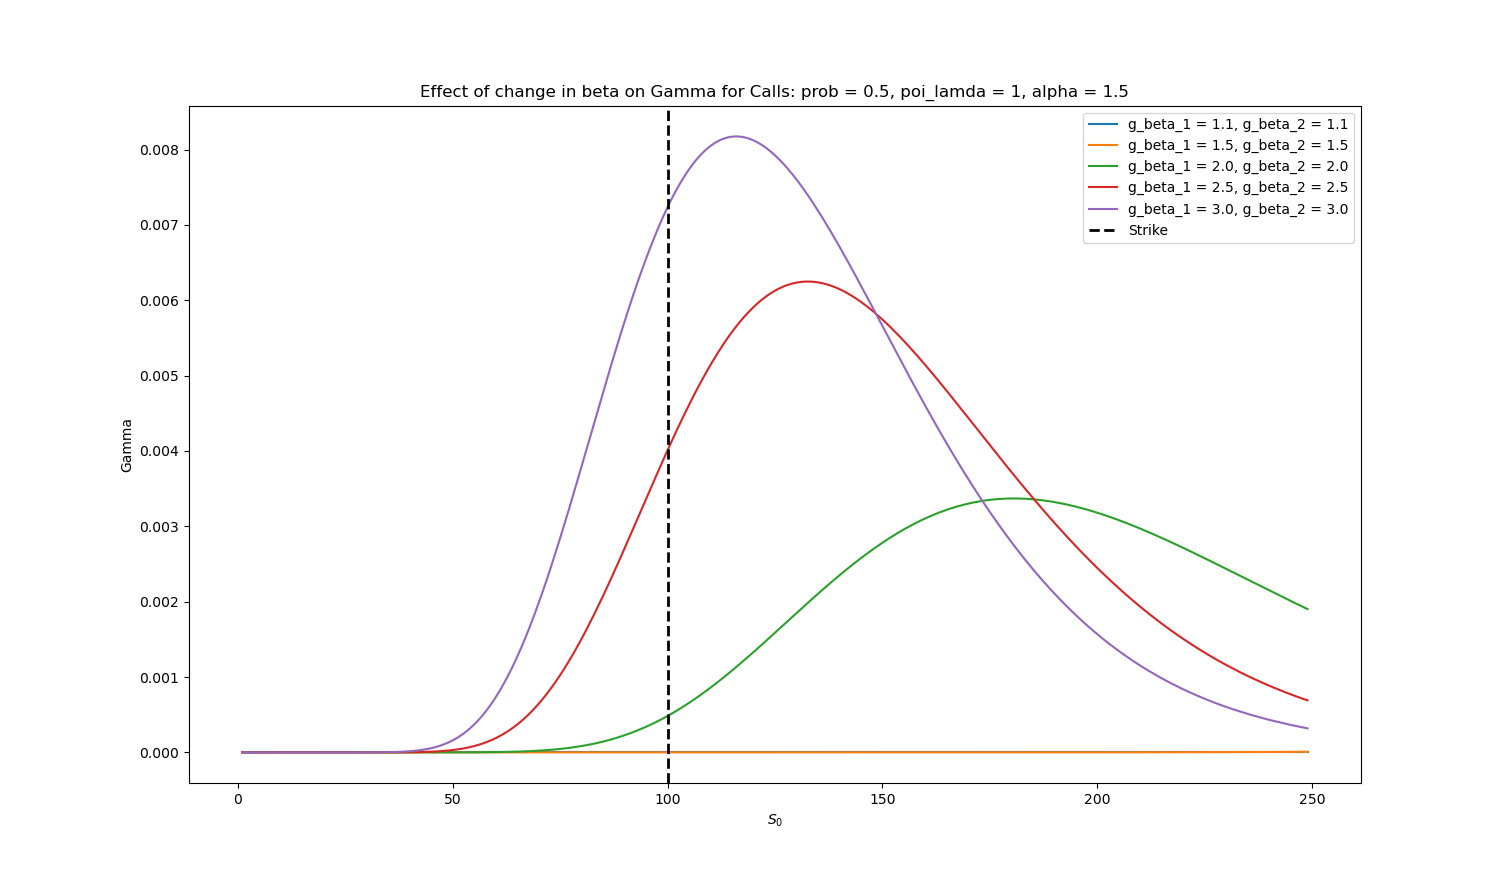 Effect of change in beta on Gamma for Calls: prob = 0.5, poi_lamda = 1, alpha = 1.5
g_beta_1 = 1.1, g_beta_2 = 1.1
g_beta_1 = 1.5, g_beta_2 = 1.5
g_beta_1 = 2.0, g_beta_2 = 2.0
g_beta_1 = 2.5, g_beta_2 = 2.5
g_beta_1 = 3.0, g_beta_2 = 3.0
Strike
Gamma
0.008
0.007
0.006
0.005
0.004
0.003
0.002
0.001
0.000
0 50 100 150 200 250
S₀